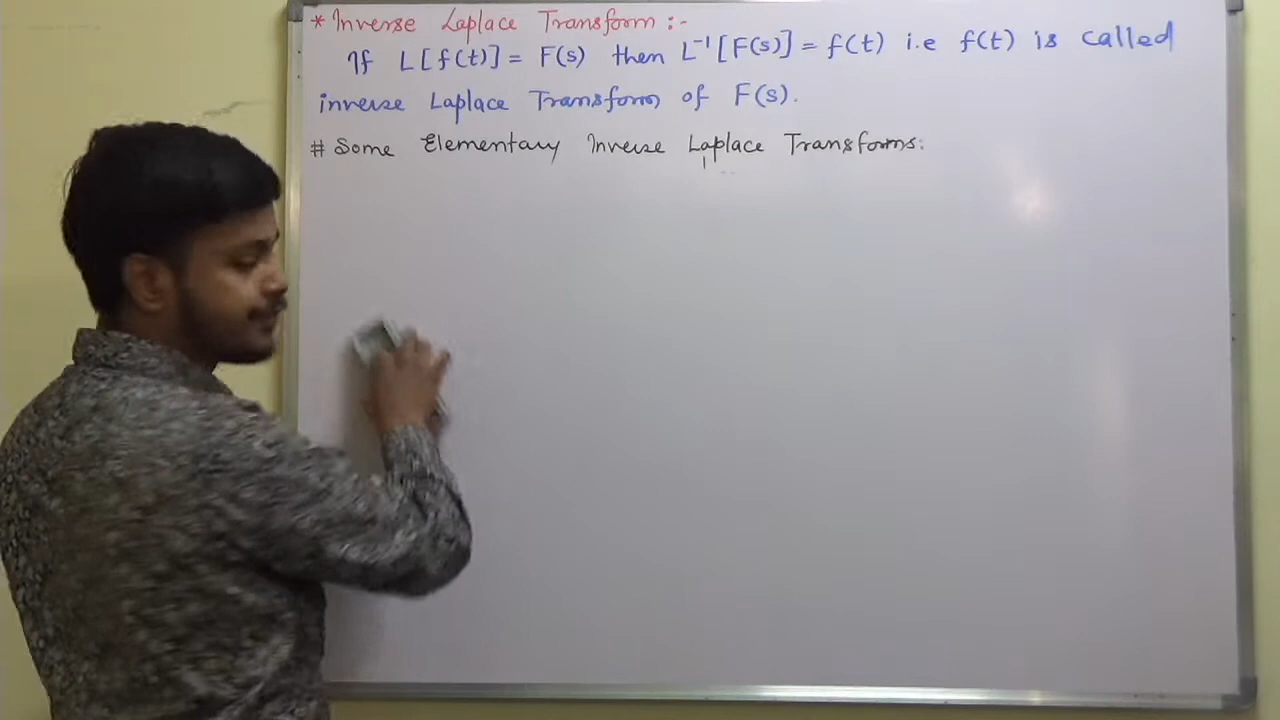 * Inverse Laplace Transform :-
If L[f(t)] = F(s) then L⁻¹[F(s)] = f(t) i.e f(t) is called
inverse Laplace Transform of F(s).
# Some Elementary Inverse Laplace Transforms: